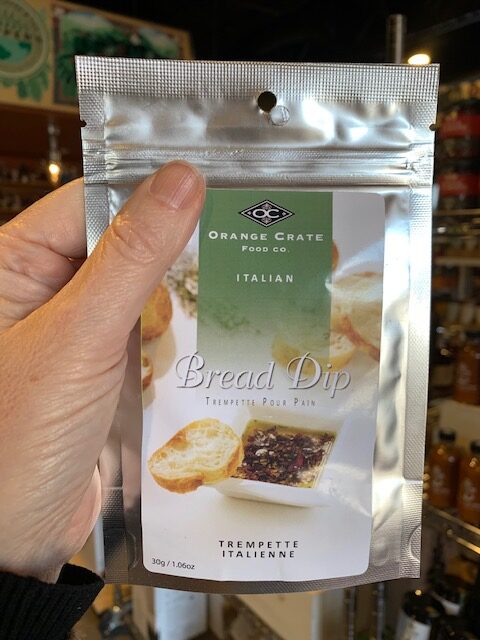 OC
ORANGE CRATE
FOOD CO.
ITALIAN
Bread Dip
TREMPETTE POUR PAIN
TREMPETTE
ITALIENNE
30g / 1.06oz